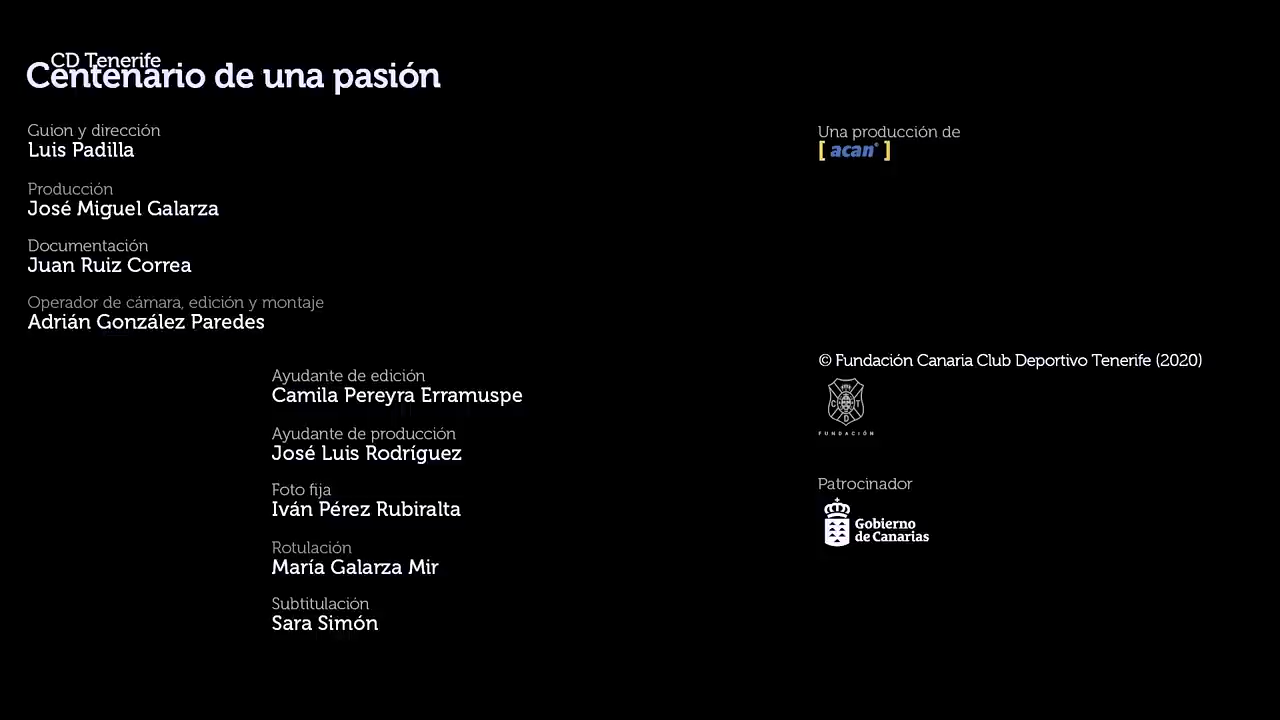 CD Tenerife
Centenario de una pasión
Guion y dirección
Luis Padilla
Producción
José Miguel Galarza
Documentación
Juan Ruiz Correa
Operador de cámara, edición y montaje
Adrián González Paredes
Ayudante de edición
Camila Pereyra Erramuspe
Ayudante de producción
José Luis Rodríguez
Foto fija
Iván Pérez Rubiralta
Rotulación
María Galarza Mir
Subtitulación
Sara Simón
Una producción de
[ acan® ]
© Fundación Canaria Club Deportivo Tenerife (2020)
C T
D
FUNDACIÓN
Patrocinador
Gobierno
de Canarias